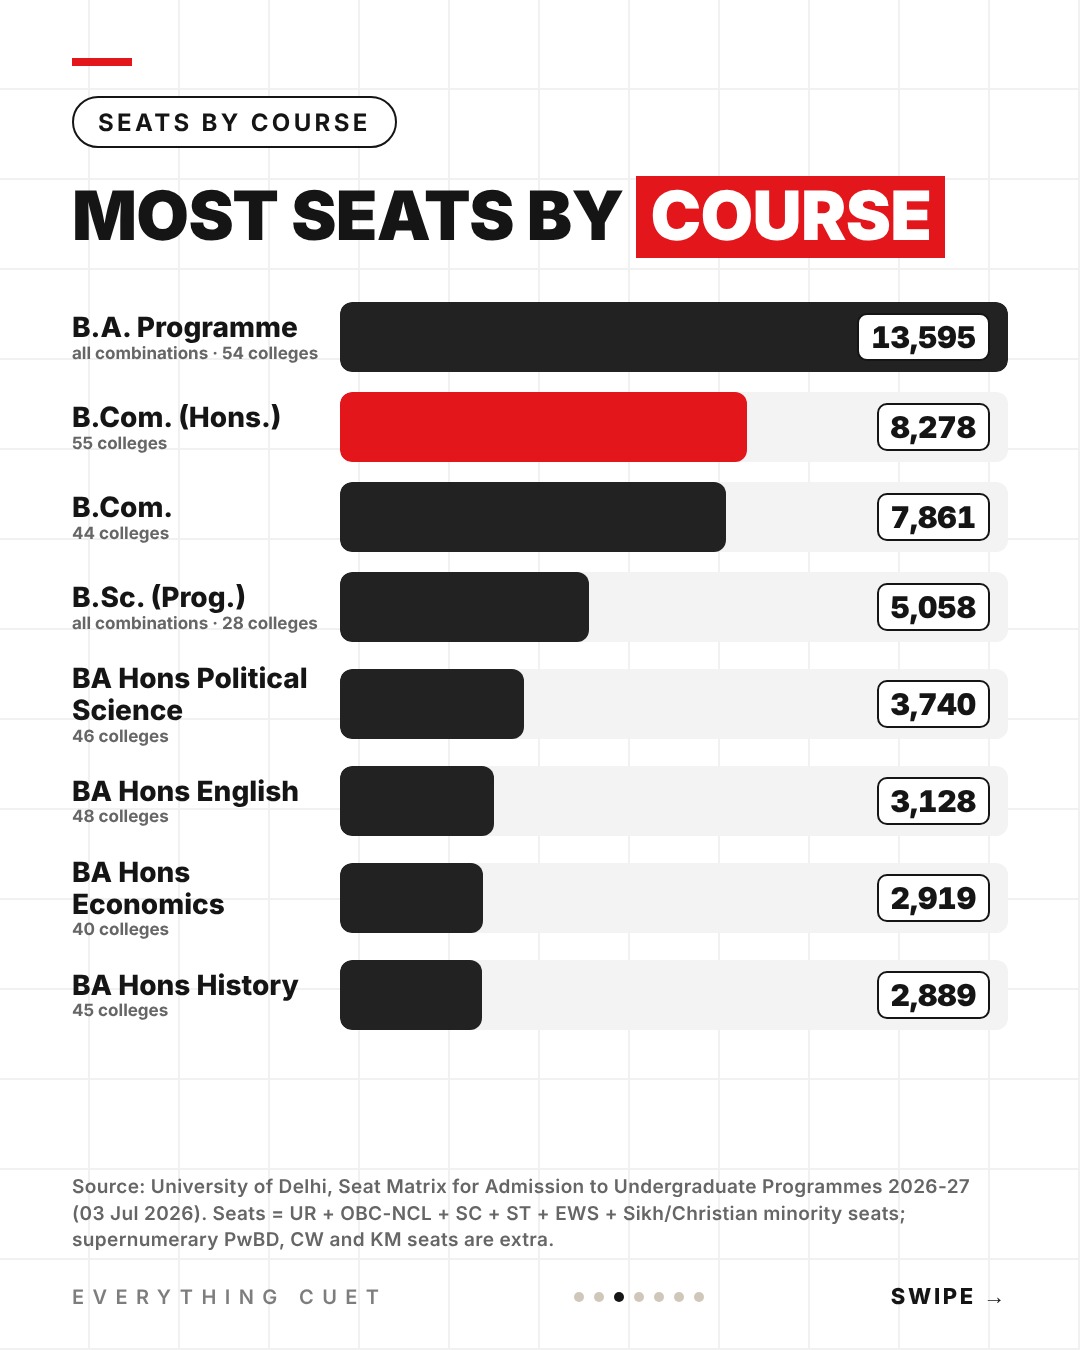 SEATS BY COURSE
MOST SEATS BY COURSE
B.A. Programme
all combinations · 54 colleges
13,595
B.Com. (Hons.)
55 colleges
8,278
B.Com.
44 colleges
7,861
B.Sc. (Prog.)
all combinations · 28 colleges
5,058
BA Hons Political
Science
46 colleges
3,740
BA Hons English
48 colleges
3,128
BA Hons
Economics
40 colleges
2,919
BA Hons History
45 colleges
2,889
Source: University of Delhi, Seat Matrix for Admission to Undergraduate Programmes 2026-27
(03 Jul 2026). Seats = UR + OBC-NCL + SC + ST + EWS + Sikh/Christian minority seats;
supernumerary PwBD, CW and KM seats are extra.
EVERYTHING CUET
SWIPE →